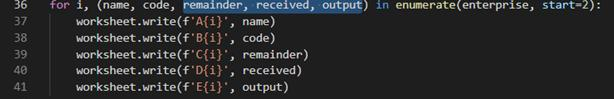 36 for i, (name, code, remainder, received, output) in enumerate(enterprise, start=2):
37     worksheet.write(f'A{i}', name)
38     worksheet.write(f'B{i}', code)
39     worksheet.write(f'C{i}', remainder)
40     worksheet.write(f'D{i}', received)
41     worksheet.write(f'E{i}', output)